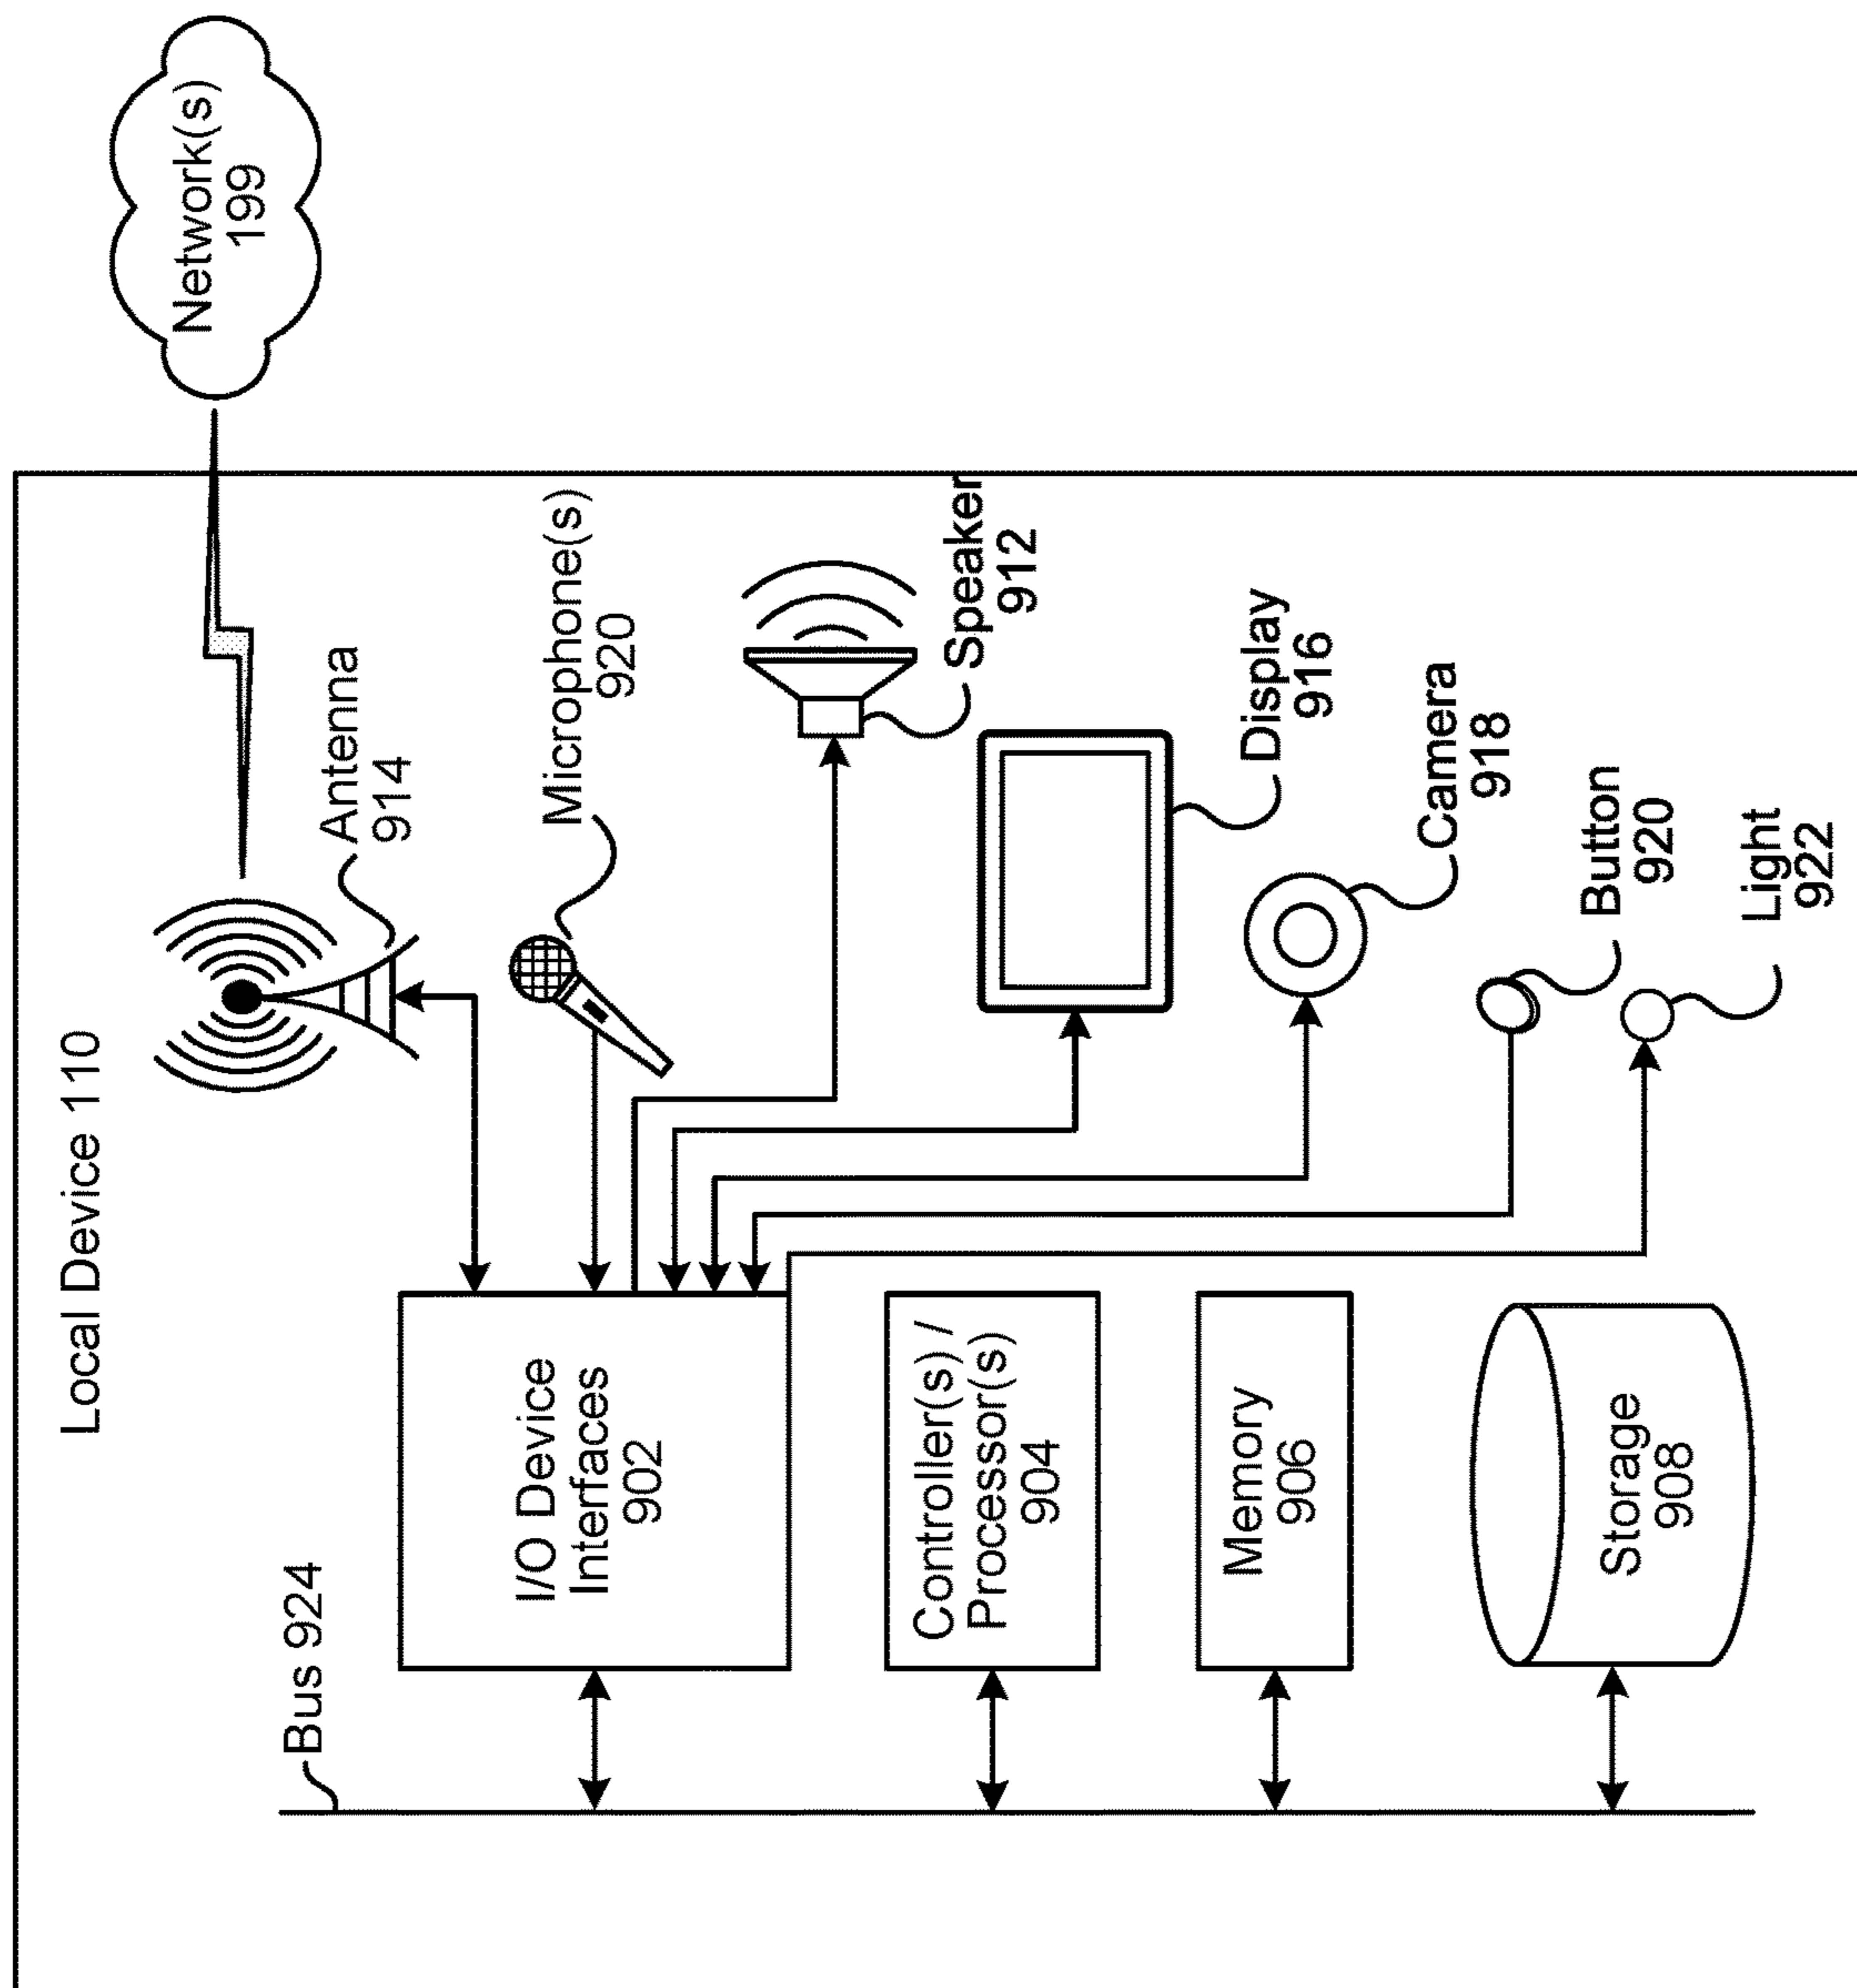 Local Device 110
Bus 924
I/O Device
Interfaces
902
Controller(s) /
Processor(s)
904
Memory
906
Storage
908
Antenna
914
Microphone(s)
920
Speaker
912
Display
916
Camera
918
Button
920
Light
922
Network(s)
199